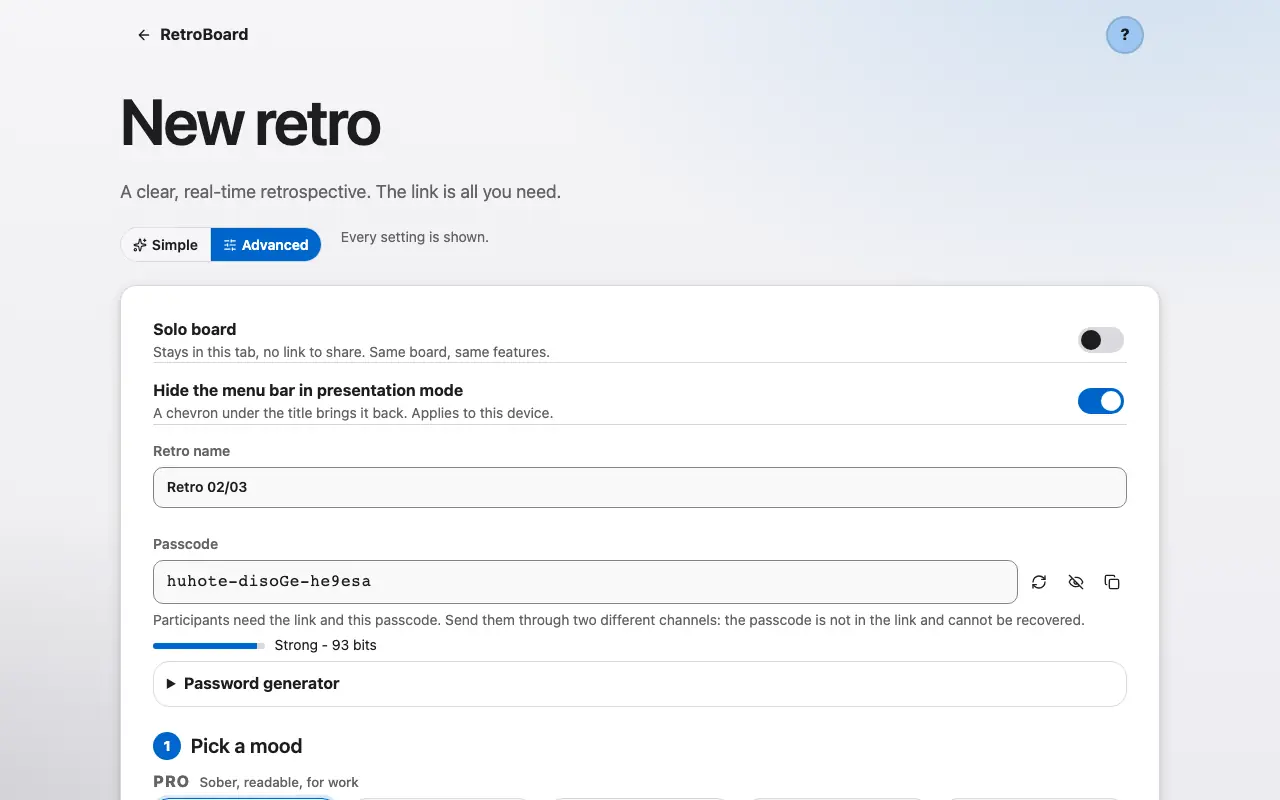 RetroBoard
?
New retro
A clear, real-time retrospective. The link is all you need.
Simple
Advanced
Every setting is shown.
Solo board
Stays in this tab, no link to share. Same board, same features.
Hide the menu bar in presentation mode
A chevron under the title brings it back. Applies to this device.
Retro name
Retro 02/03
Passcode
huhote-disoGe-he9esa
Participants need the link and this passcode. Send them through two different channels: the passcode is not in the link and cannot be recovered.
Strong - 93 bits
Password generator
1 Pick a mood
PRO Sober, readable, for work